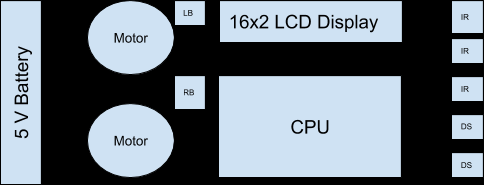 5 V Battery
Motor
LB
16x2 LCD Display
IR
IR
Motor
RB
CPU
IR
DS
DS